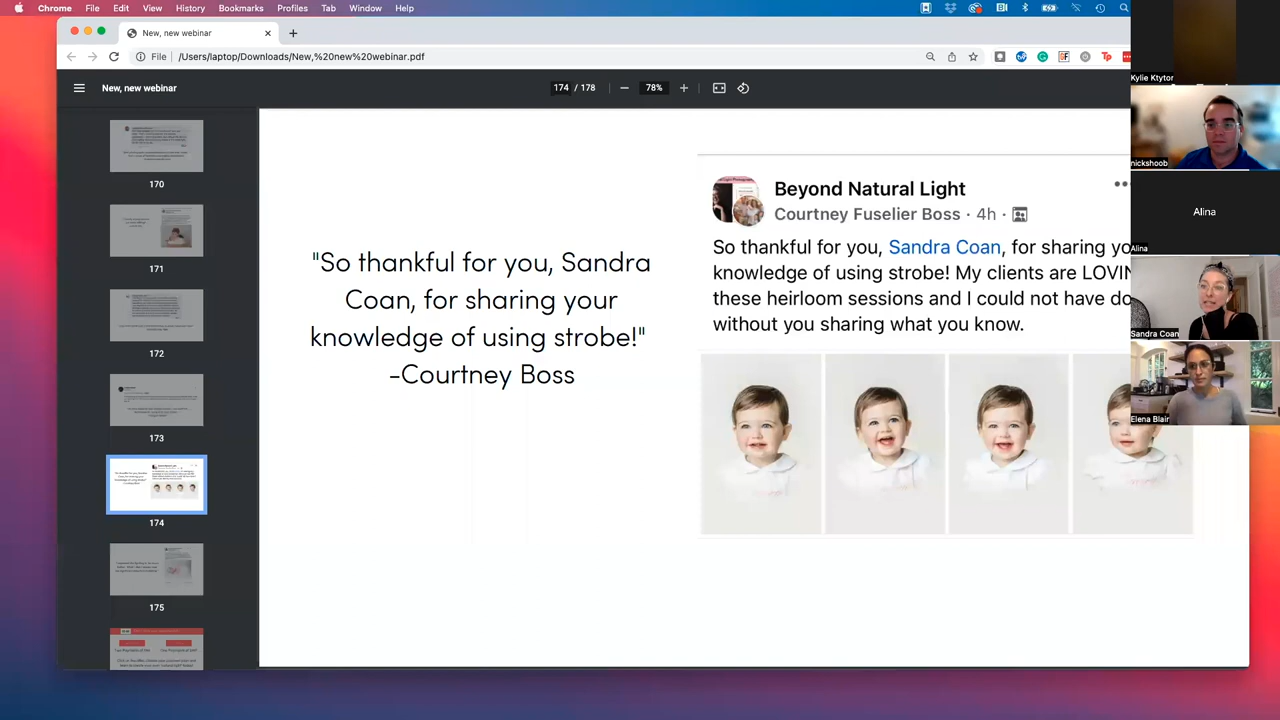 Chrome File Edit View History Bookmarks Profiles Tab Window Help
New, new webinar
File /Users/laptop/Downloads/New,%20new%20webinar.pdf
New, new webinar
174 / 178
78%
170
171
172
173
174
175
"So thankful for you, Sandra
Coan, for sharing your
knowledge of using strobe!"
-Courtney Boss
Beyond Natural Light
Courtney Fuselier Boss · 4h ·
So thankful for you, Sandra Coan, for sharing yo
knowledge of using strobe! My clients are LOVIN
these heirloom sessions and I could not have do
without you sharing what you know.
Kylie Ktytor
nickshoob
Alina
Alina
Sandra Coan
Elena Blair